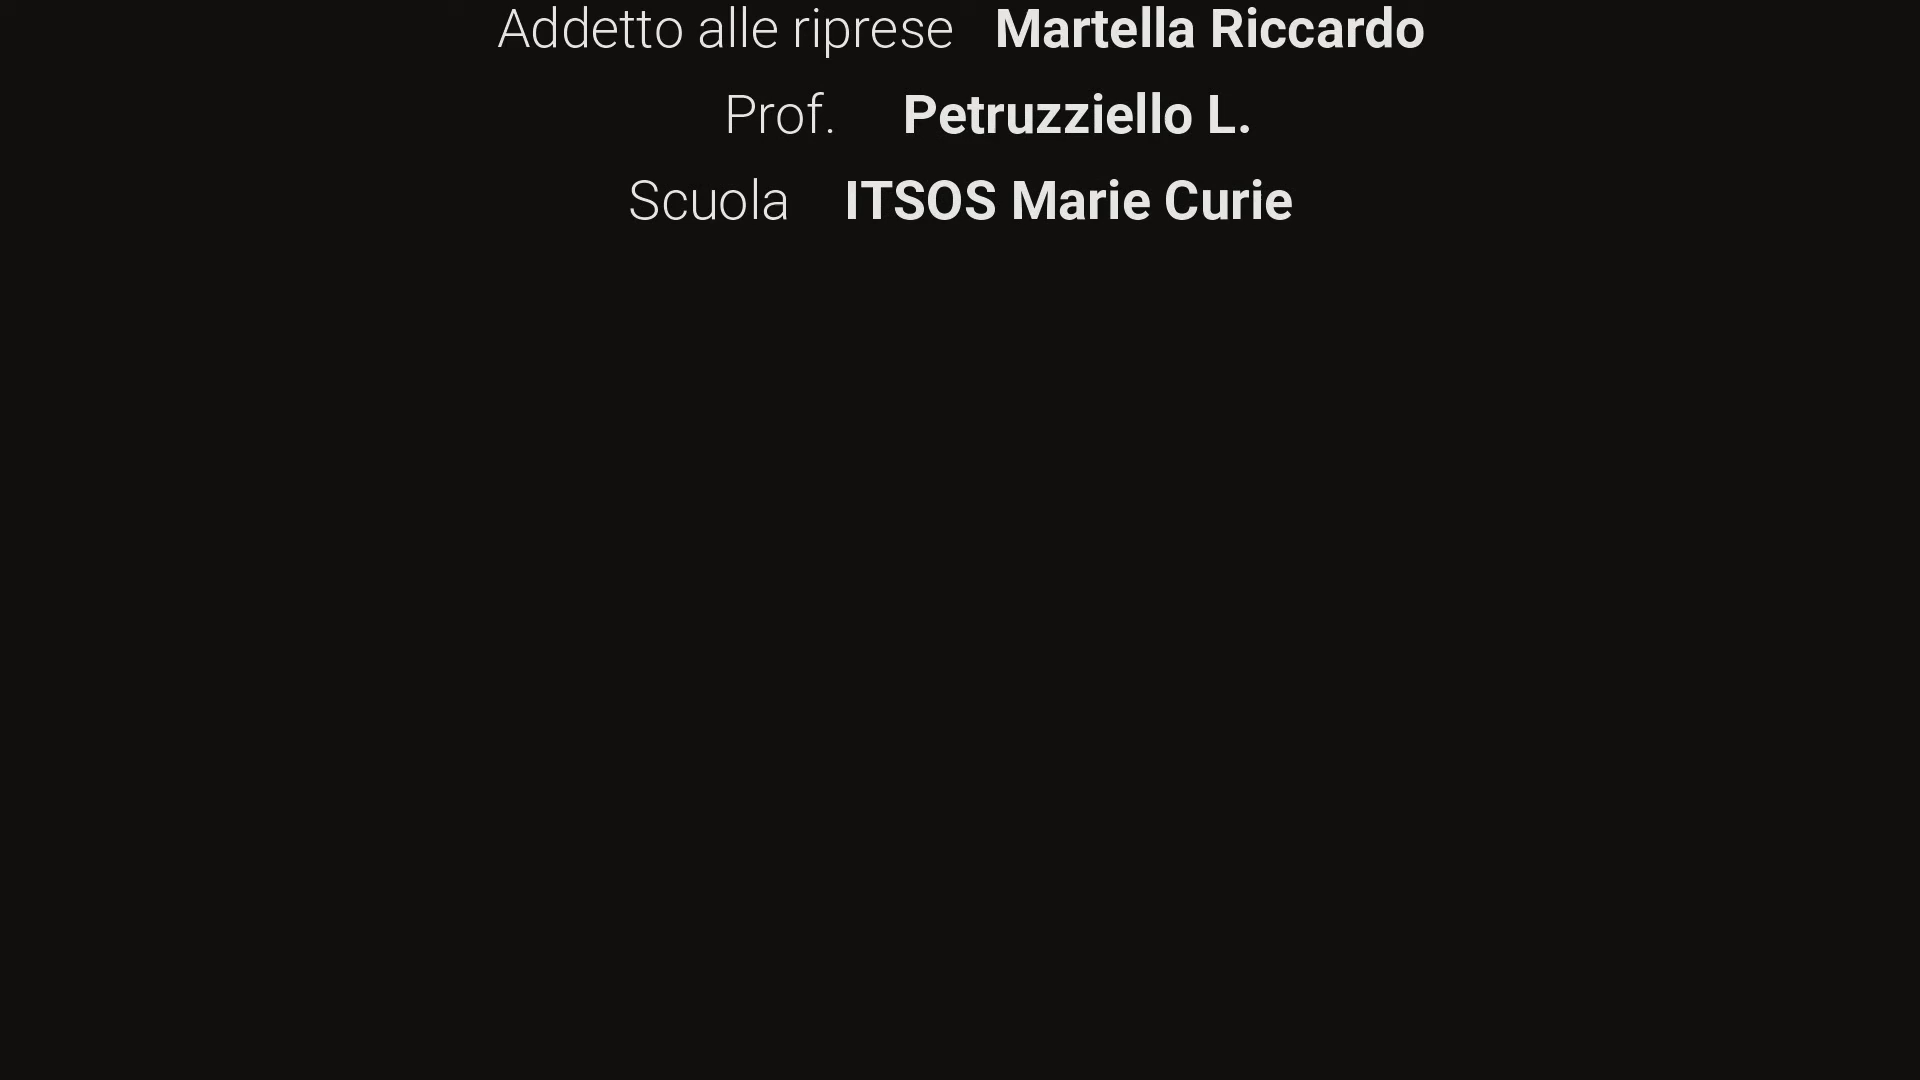 Addetto alle riprese Martella Riccardo
Prof. Petruzziello L.
Scuola ITSOS Marie Curie